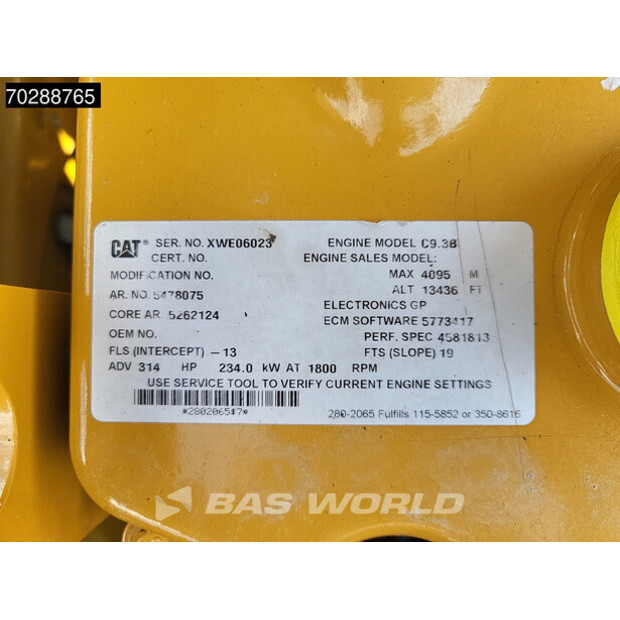 70288765
CAT® SER. NO. XWE06023 ENGINE MODEL C9.3B
CERT. NO. ENGINE SALES MODEL:
MODIFICATION NO. MAX 4095 M
AR. NO. 5478075 ALT 13436 FT
CORE AR. 5262124 ELECTRONICS GP
OEM NO. ECM SOFTWARE 5773417
FLS (INTERCEPT) -13 PERF. SPEC 4581813
ADV 314 HP 234.0 kW AT 1800 RPM FTS (SLOPE) 19
USE SERVICE TOOL TO VERIFY CURRENT ENGINE SETTINGS
*2802065$7*
280-2065 Fulfills 115-5852 or 350-8616
BAS WORLD